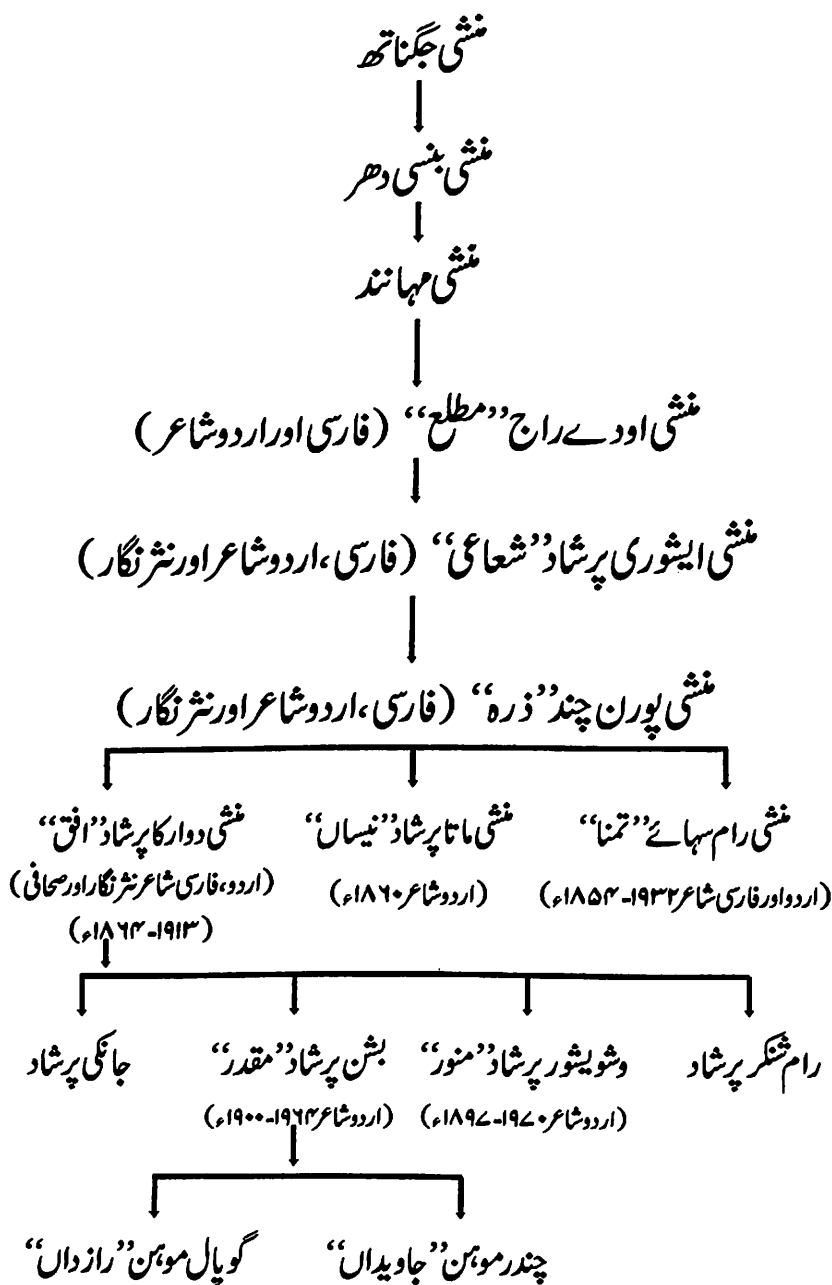 منشی جگناتھ
منشی بنسی دھر
منشی مہانند
منشی اودے راج ”مطلع“ (فارسی اور اردو شاعر)
منشی ایشوری پرشاد ”شعاعی“ (فارسی، اردو شاعر اور نثر نگار)
منشی پورن چند ”ذرہ“ (فارسی، اردو شاعر اور نثر نگار)
منشی رام سہائے ”تمنا“ منشی ماتا پرشاد ”نیساں“ منشی دوارکا پرشاد ”افق“
(اردو اور فارسی شاعر ۱۹۳۲-۱۸۵۴ء) (اردو شاعر ۱۸۶۰ء) (اردو، فارسی شاعر نثر نگار اور صحافی)
(۱۹۱۳-۱۸۶۴ء)
رام شنکر پرشاد وشویشور پرشاد ”منور“ بشن پرشاد ”مقدر“ جانکی پرشاد
(اردو شاعر ۱۹۷۰-۱۸۹۷ء) (اردو شاعر ۱۹۶۴-۱۹۰۰ء)
چندر موہن ”جاویداں“ گوپال موہن ”رازداں“